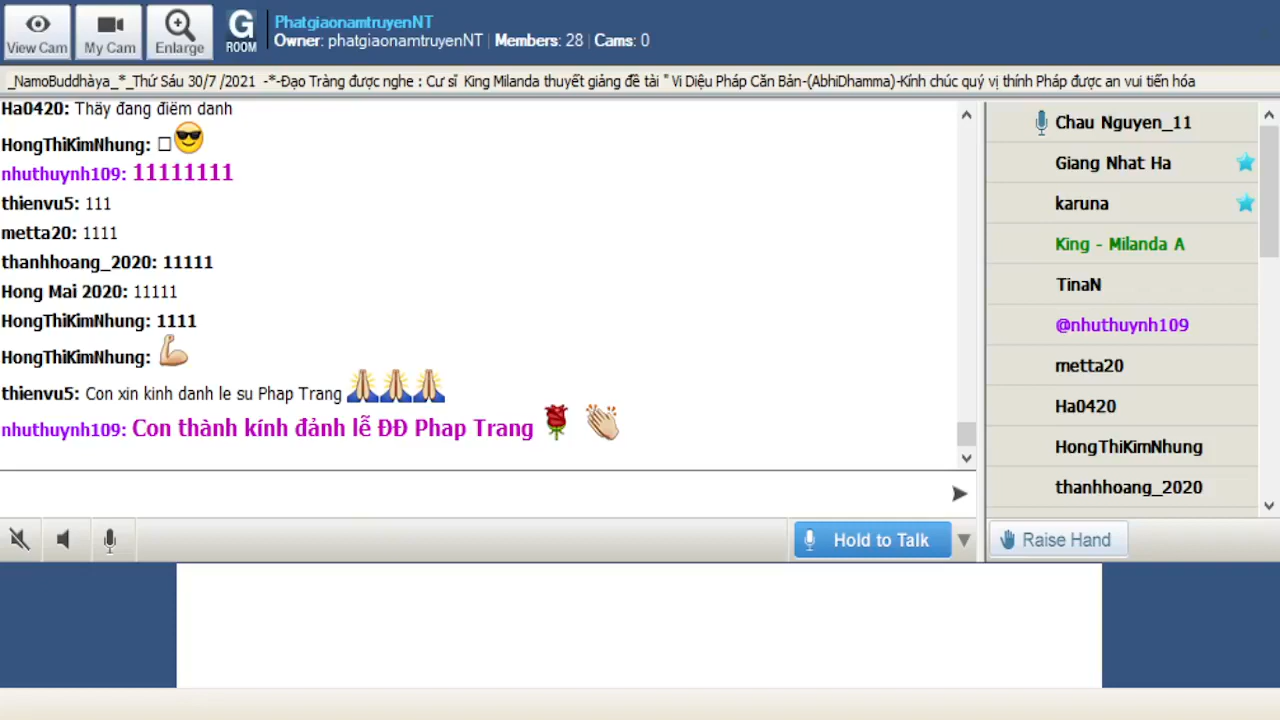 View Cam
My Cam
Enlarge
G
ROOM
PhatgiaonamtruyenNT
Owner: phatgiaonamtruyenNT | Members: 28 | Cams: 0
_NamoBuddhàya_*_Thứ Sáu 30/7 /2021 -*-Đạo Tràng được nghe : Cư sĩ King Milanda thuyết giảng đề tài " Vi Diệu Pháp Căn Bản-(AbhiDhamma)-Kính chúc quý vị thính Pháp được an vui tiến hóa
Ha0420: Thầy đang điểm danh
HongThiKimNhung: □😎
nhuthuynh109: 11111111
thienvu5: 111
metta20: 1111
thanhhoang_2020: 11111
Hong Mai 2020: 11111
HongThiKimNhung: 1111
HongThiKimNhung: 💪
thienvu5: Con xin kinh danh le su Phap Trang 🙏🙏🙏
nhuthuynh109: Con thành kính đảnh lễ ĐĐ Phap Trang 🌹 👏
Chau Nguyen_11
Giang Nhat Ha
karuna
King - Milanda A
TinaN
@nhuthuynh109
metta20
Ha0420
HongThiKimNhung
thanhhoang_2020
Hold to Talk
Raise Hand